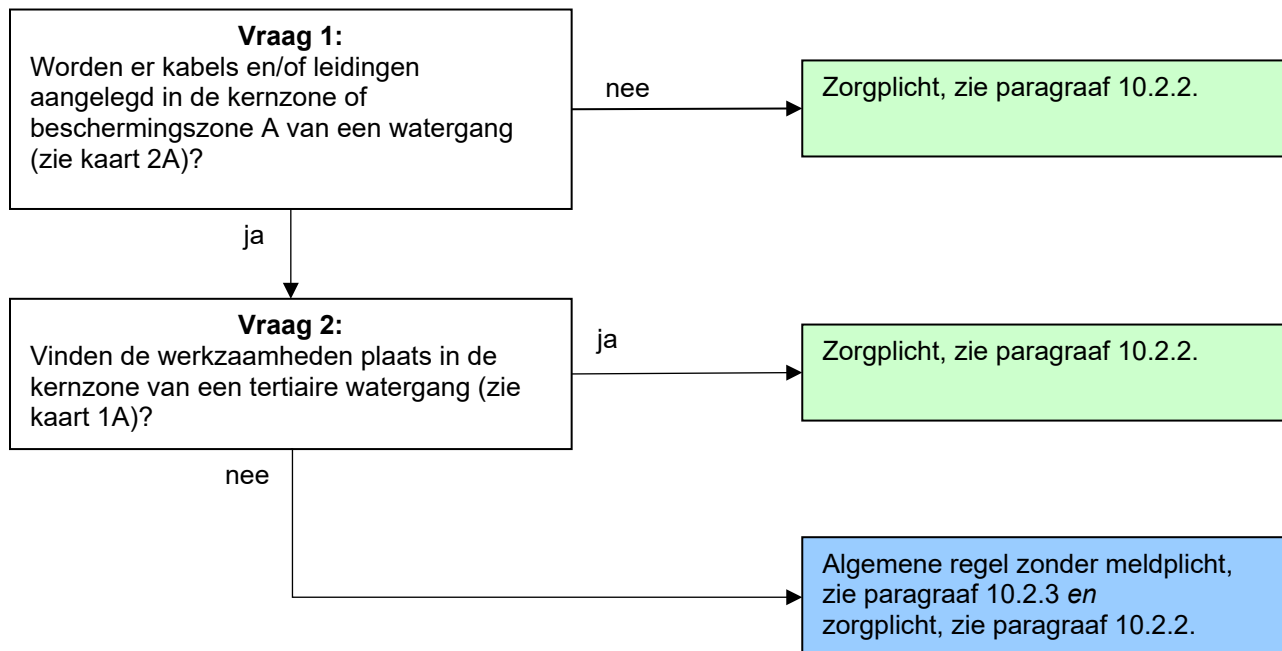 Vraag 1:
Worden er kabels en/of leidingen
aangelegd in de kernzone of
beschermingszone A van een watergang
(zie kaart 2A)?
nee
Zorgplicht, zie paragraaf 10.2.2.
ja
Vraag 2:
Vinden de werkzaamheden plaats in de
kernzone van een tertiaire watergang (zie
kaart 1A)?
ja
Zorgplicht, zie paragraaf 10.2.2.
nee
Algemene regel zonder meldplicht,
zie paragraaf 10.2.3 en
zorgplicht, zie paragraaf 10.2.2.